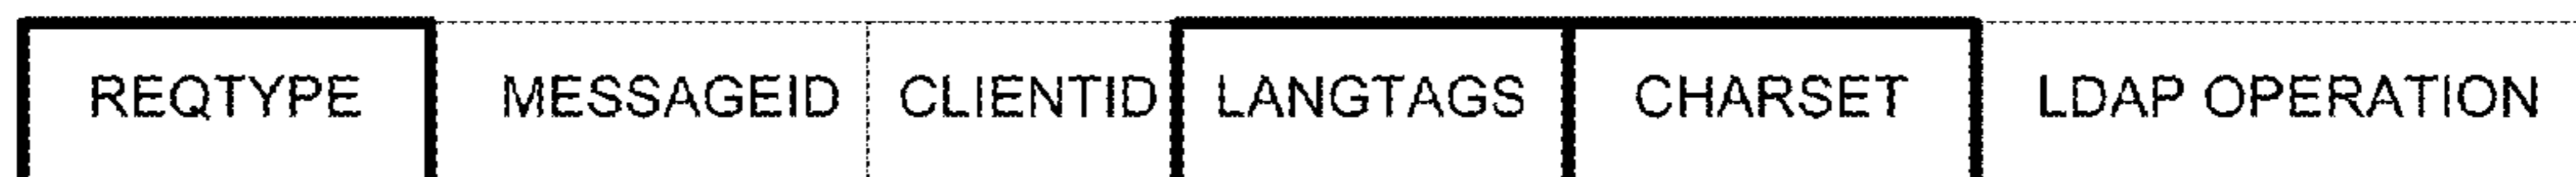 REQTYPE MESSAGEID CLIENTID LANGTAGS CHARSET LDAP OPERATION